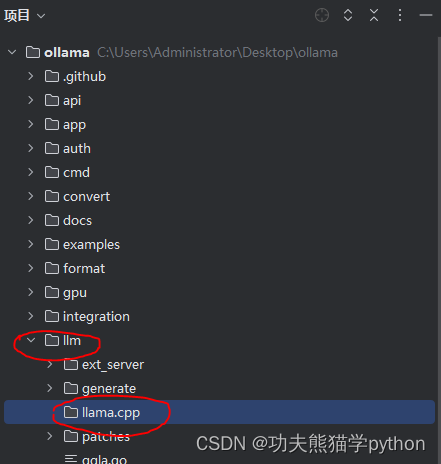 项目
ollama C:\Users\Administrator\Desktop\ollama
.github
api
app
auth
cmd
convert
docs
examples
format
gpu
integration
llm
ext_server
generate
llama.cpp
patches
ggla.go
CSDN @功夫熊猫学python